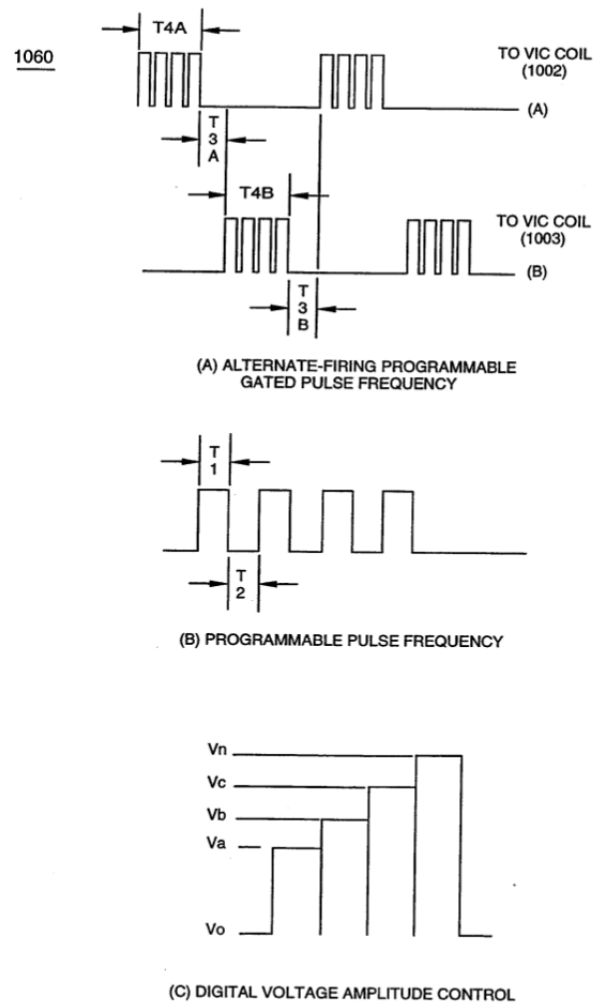 T4A
1060
TO VIC COIL
(1002)
(A)
T
3
A
T4B
TO VIC COIL
(1003)
(B)
T
3
B
(A) ALTERNATE-FIRING PROGRAMMABLE
GATED PULSE FREQUENCY
T
1
T
2
(B) PROGRAMMABLE PULSE FREQUENCY
Vn
Vc
Vb
Va
Vo
(C) DIGITAL VOLTAGE AMPLITUDE CONTROL